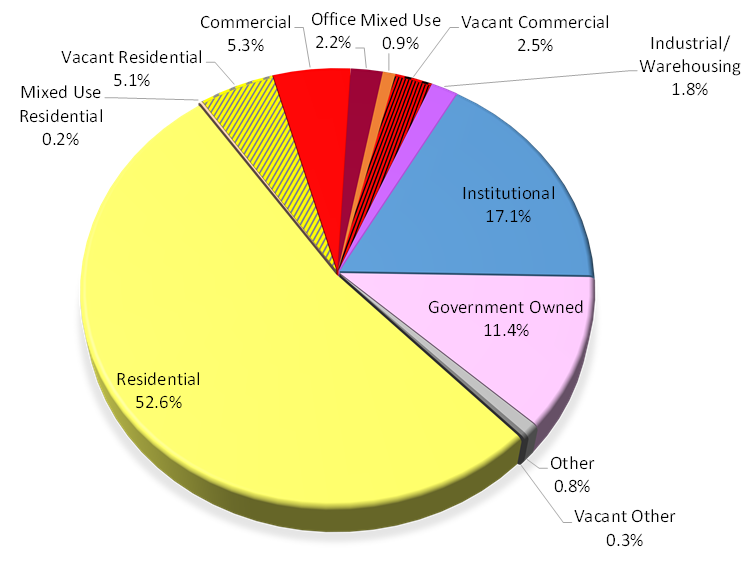 Commercial
5.3%
Office
2.2%
Mixed Use
0.9%
Vacant Commercial
2.5%
Industrial/
Warehousing
1.8%
Vacant Residential
5.1%
Mixed Use
Residential
0.2%
Institutional
17.1%
Government Owned
11.4%
Residential
52.6%
Other
0.8%
Vacant Other
0.3%